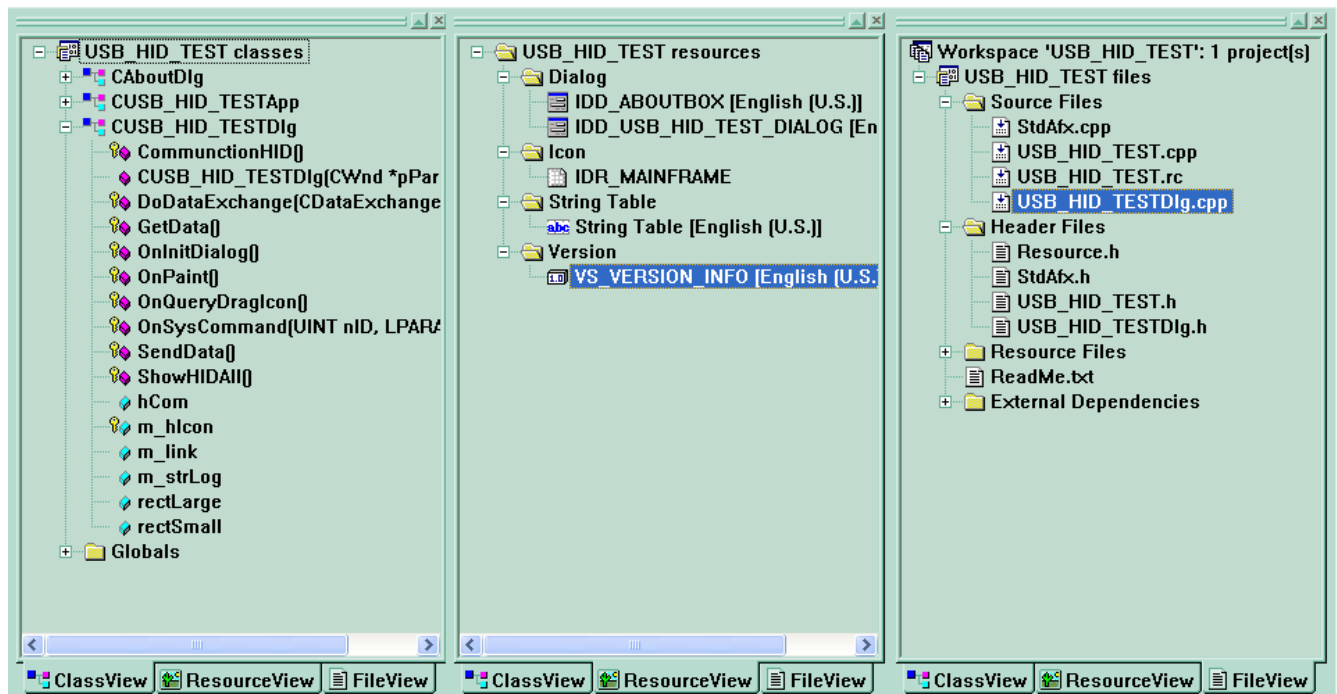 USB_HID_TEST classes
CAboutDlg
CUSB_HID_TESTApp
CUSB_HID_TESTDlg
CommunctionHID()
CUSB_HID_TESTDlg(CWnd *pPar
DoDataExchange(CDataExchange
GetData()
OnInitDialog()
OnPaint()
OnQueryDragIcon()
OnSysCommand(UINT nID, LPARA
SendData()
ShowHIDAll()
hCom
m_hIcon
m_link
m_strLog
rectLarge
rectSmall
Globals
ClassView ResourceView FileView
USB_HID_TEST resources
Dialog
IDD_ABOUTBOX [English (U.S.)]
IDD_USB_HID_TEST_DIALOG [En
Icon
IDR_MAINFRAME
String Table
abc String Table [English (U.S.)]
Version
1.0 VS_VERSION_INFO [English (U.S.
ClassView ResourceView FileView
Workspace 'USB_HID_TEST': 1 project(s)
USB_HID_TEST files
Source Files
StdAfx.cpp
USB_HID_TEST.cpp
USB_HID_TEST.rc
USB_HID_TESTDlg.cpp
Header Files
Resource.h
StdAfx.h
USB_HID_TEST.h
USB_HID_TESTDlg.h
Resource Files
ReadMe.txt
External Dependencies
ClassView ResourceView FileView